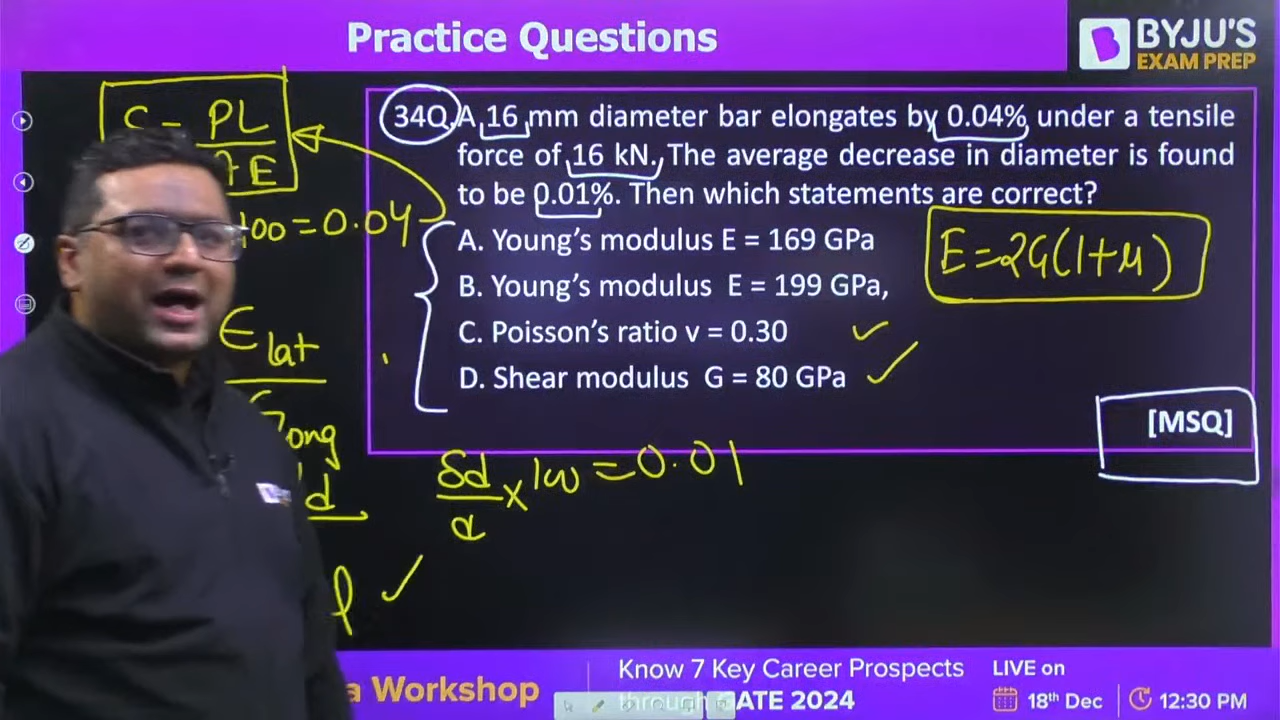 Practice Questions
BYJU'S
EXAM PREP
PL
E
34Q. A 16 mm diameter bar elongates by 0.04% under a tensile
force of 16 kN. The average decrease in diameter is found
to be 0.01%. Then which statements are correct?
A. Young's modulus E = 169 GPa
B. Young's modulus E = 199 GPa,
C. Poisson's ratio v = 0.30
D. Shear modulus G = 80 GPa
[MSQ]
E=2G(1+μ)
100 = 0.04
ϵ lat
ong
d
δd/d × 100 = 0.01
l
a Workshop
Know 7 Key Career Prospects
through GATE 2024
LIVE on
18th Dec
12:30 PM